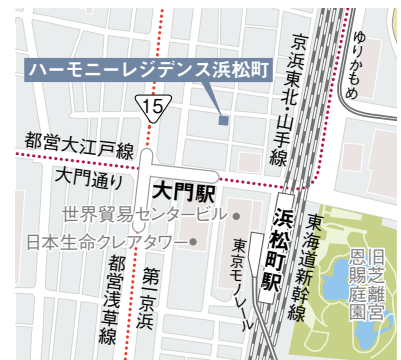 ハーモニーレジデンス浜松町
15
京浜東北・山手線
ゆりかもめ
都営大江戸線
大門通り
大門駅
世界貿易センタービル
日本生命クレアタワー
都営浅草線
第一京浜
東京モノレール
浜松町駅
東海道新幹線
旧芝離宮
恩賜庭園